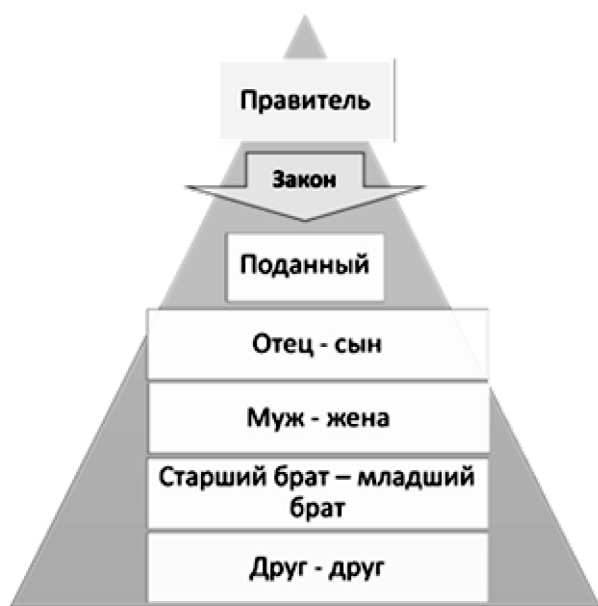 Правитель
Закон
Поданный
Отец - сын
Муж - жена
Старший брат – младший
брат
Друг - друг